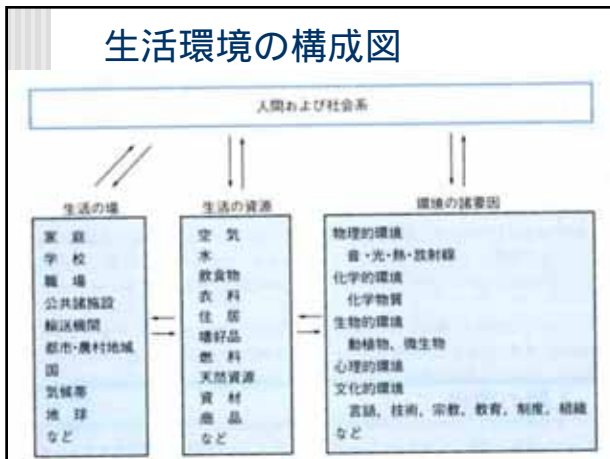 生活環境の構成図
人間および社会系
生活の場
家 庭
学 校
職 場
公共諸施設
輸送機関
都市・農村地域
国
気候帯
地 球
など
生活の資源
空 気
水
飲食物
衣 料
住 居
嗜好品
燃 料
天然資源
資 材
商 品
など
環境の諸要因
物理的環境
音・光・熱・放射線
化学的環境
化学物質
生物的環境
動植物、微生物
心理的環境
文化的環境
言語、技術、宗教、教育、制度、組織
など